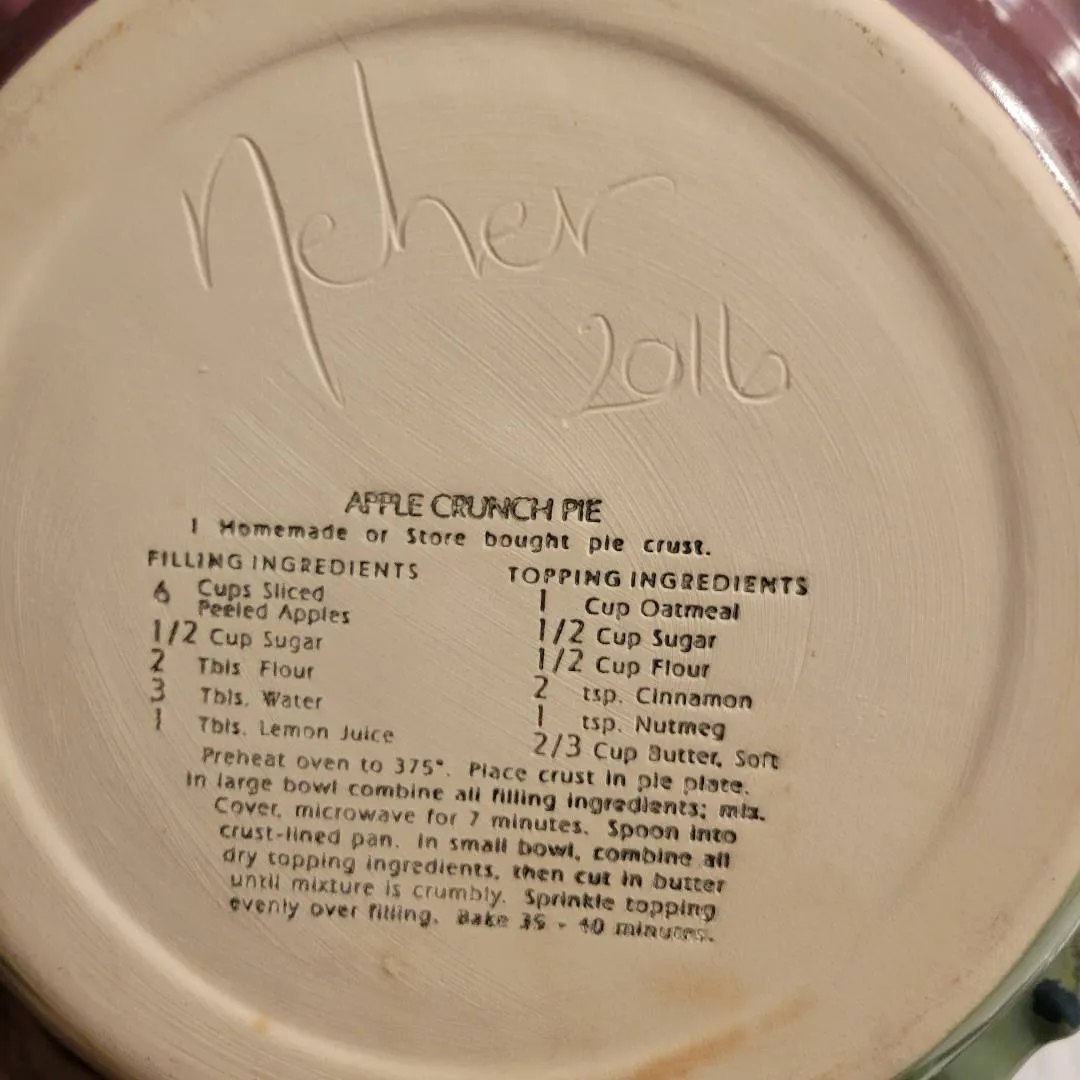 Neher
2016
APPLE CRUNCH PIE
1 Homemade or Store bought pie crust.
FILLING INGREDIENTS
6 Cups Sliced
Peeled Apples
1/2 Cup Sugar
2 Tbls Flour
3 Tbls. Water
1 Tbls. Lemon Juice
TOPPING INGREDIENTS
1 Cup Oatmeal
1/2 Cup Sugar
1/2 Cup Flour
2 tsp. Cinnamon
1 tsp. Nutmeg
2/3 Cup Butter, Soft
Preheat oven to 375°. Place crust in pie plate.
In large bowl combine all filling ingredients; mix.
Cover, microwave for 7 minutes. Spoon into
crust-lined pan. In small bowl, combine all
dry topping ingredients, then cut in butter
until mixture is crumbly. Sprinkle topping
evenly over filling. Bake 35 - 40 minutes.